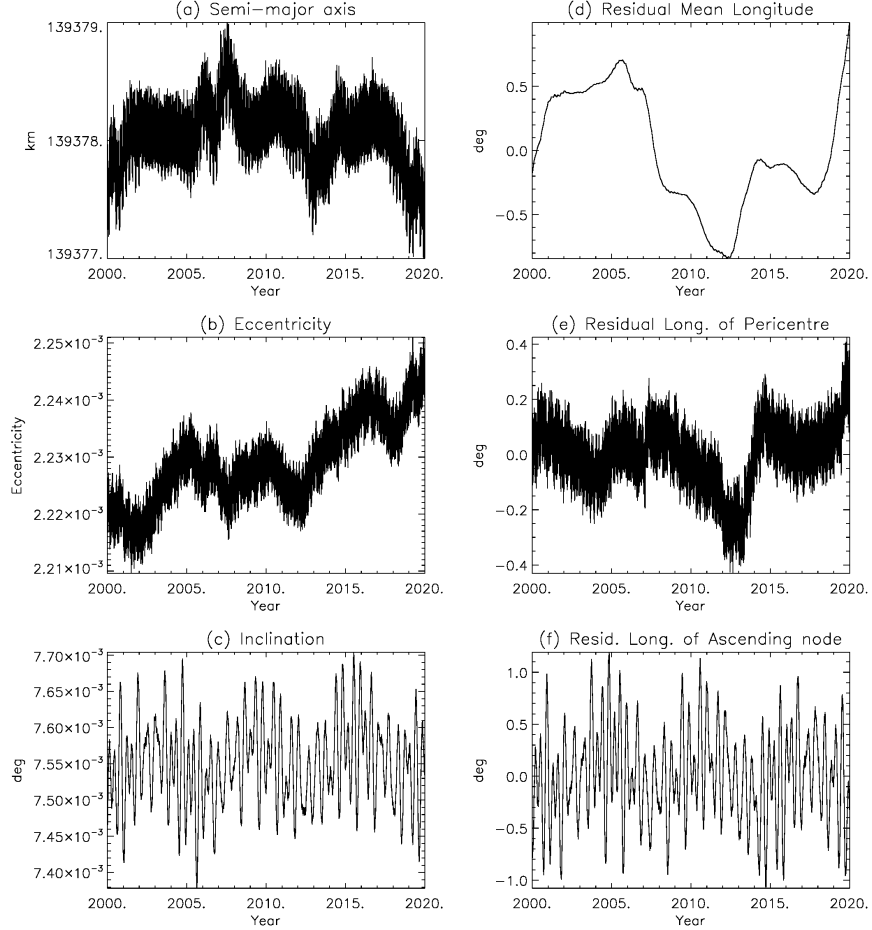 (a) Semi-major axis
139379.
139378.
139377.
km
2000. 2005. 2010. 2015. 2020.
Year
(d) Residual Mean Longitude
0.5
0.0
-0.5
deg
2000. 2005. 2010. 2015. 2020.
Year
(b) Eccentricity
2.25×10⁻³
2.24×10⁻³
2.23×10⁻³
2.22×10⁻³
2.21×10⁻³
Eccentricity
2000. 2005. 2010. 2015. 2020.
Year
(e) Residual Long. of Pericentre
0.4
0.2
0.0
-0.2
-0.4
deg
2000. 2005. 2010. 2015. 2020.
Year
(c) Inclination
7.70×10⁻³
7.65×10⁻³
7.60×10⁻³
7.55×10⁻³
7.50×10⁻³
7.45×10⁻³
7.40×10⁻³
deg
2000. 2005. 2010. 2015. 2020.
Year
(f) Resid. Long. of Ascending node
1.0
0.5
0.0
-0.5
-1.0
deg
2000. 2005. 2010. 2015. 2020.
Year